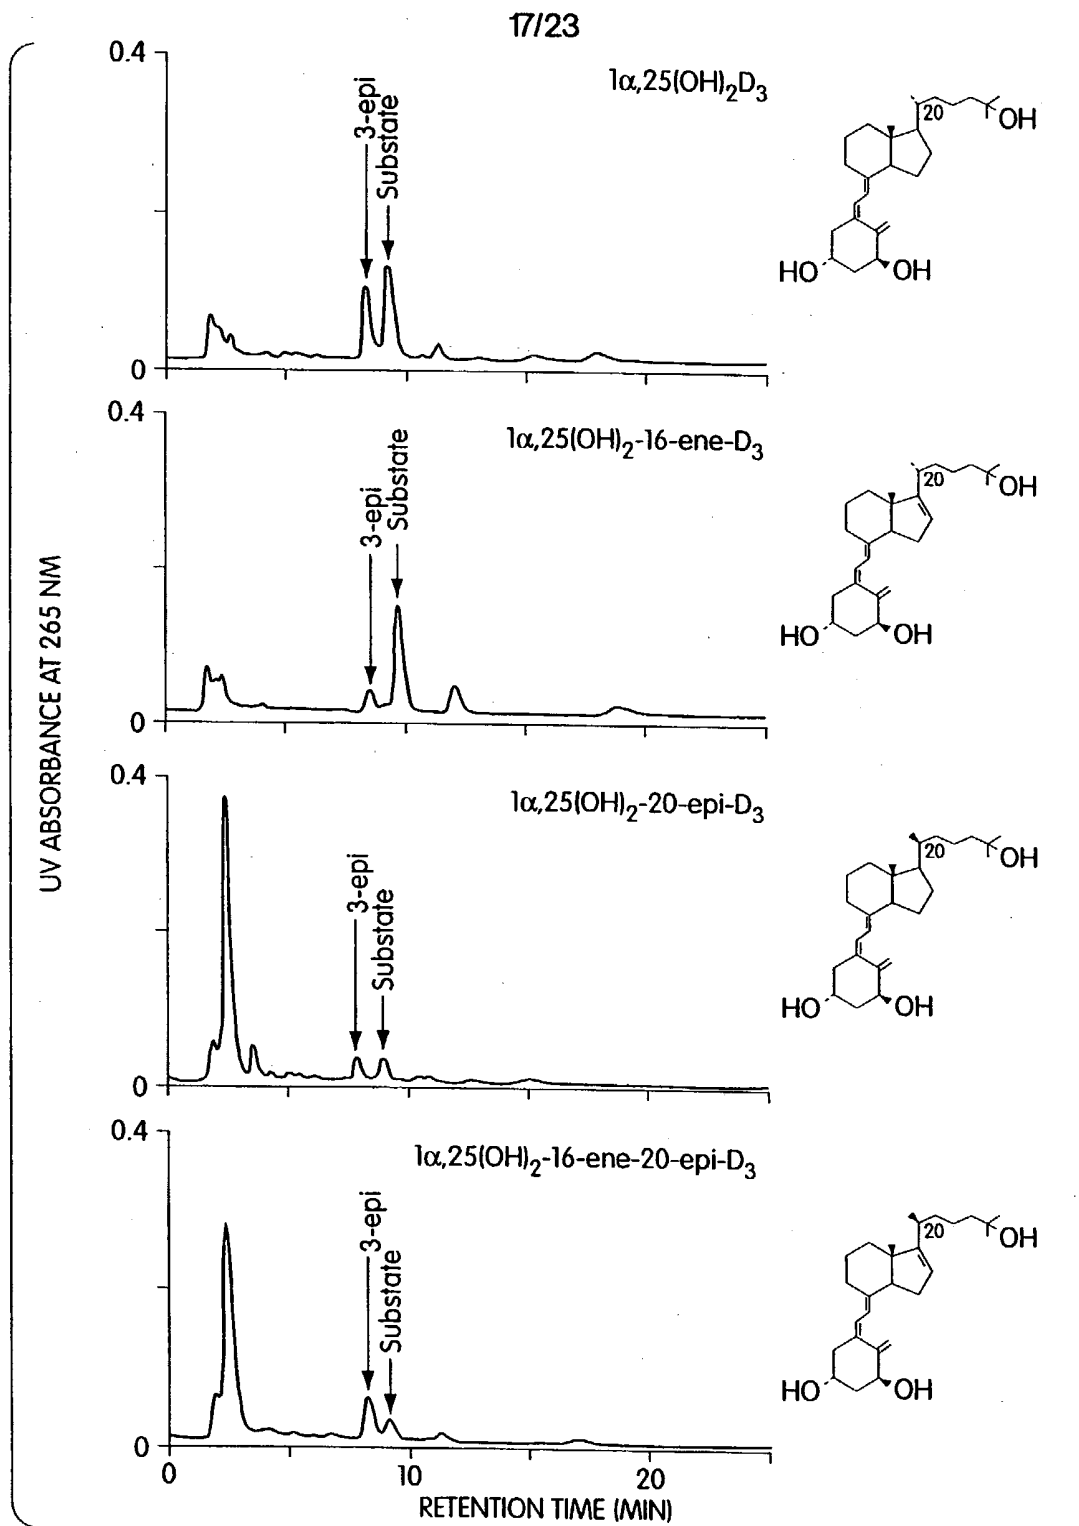 17/23
UV ABSORBANCE AT 265 NM
0.4
1α,25(OH)2D3
3-epi
Substate
0
20
OH
HO
OH
0.4
1α,25(OH)2-16-ene-D3
3-epi
Substate
0
20
OH
HO
OH
0.4
1α,25(OH)2-20-epi-D3
3-epi
Substate
0
20
OH
HO
OH
0.4
1α,25(OH)2-16-ene-20-epi-D3
3-epi
Substate
0
20
OH
HO
OH
0 10 20
RETENTION TIME (MIN)